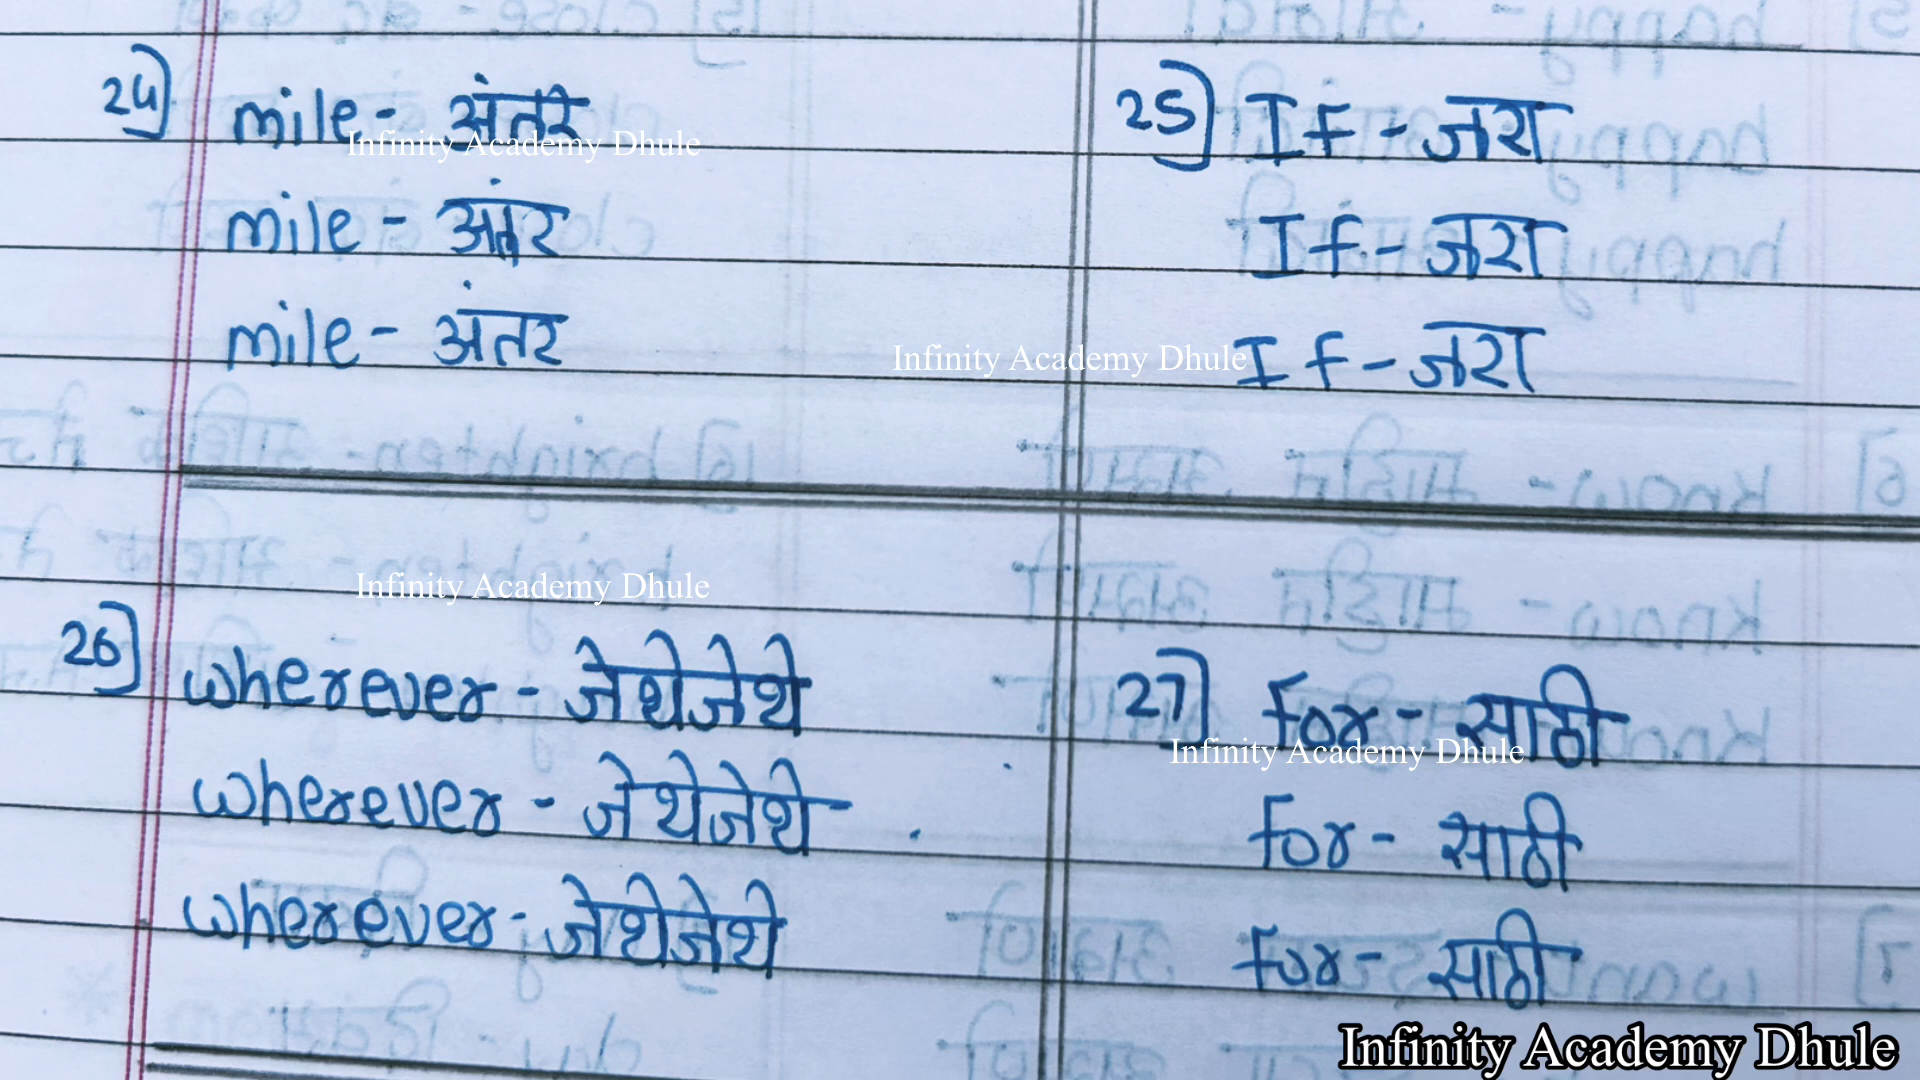 24] mile - अंतर
mile - अंतर
mile - अंतर
25] If - जरा
If - जरा
If - जरा
26] wherever - जेथेजेथे
wherever - जेथेजेथे
wherever - जेथेजेथे
27] For - साठी
For - साठी
For - साठी
Infinity Academy Dhule
Infinity Academy Dhule
Infinity Academy Dhule
Infinity Academy Dhule
Infinity Academy Dhule